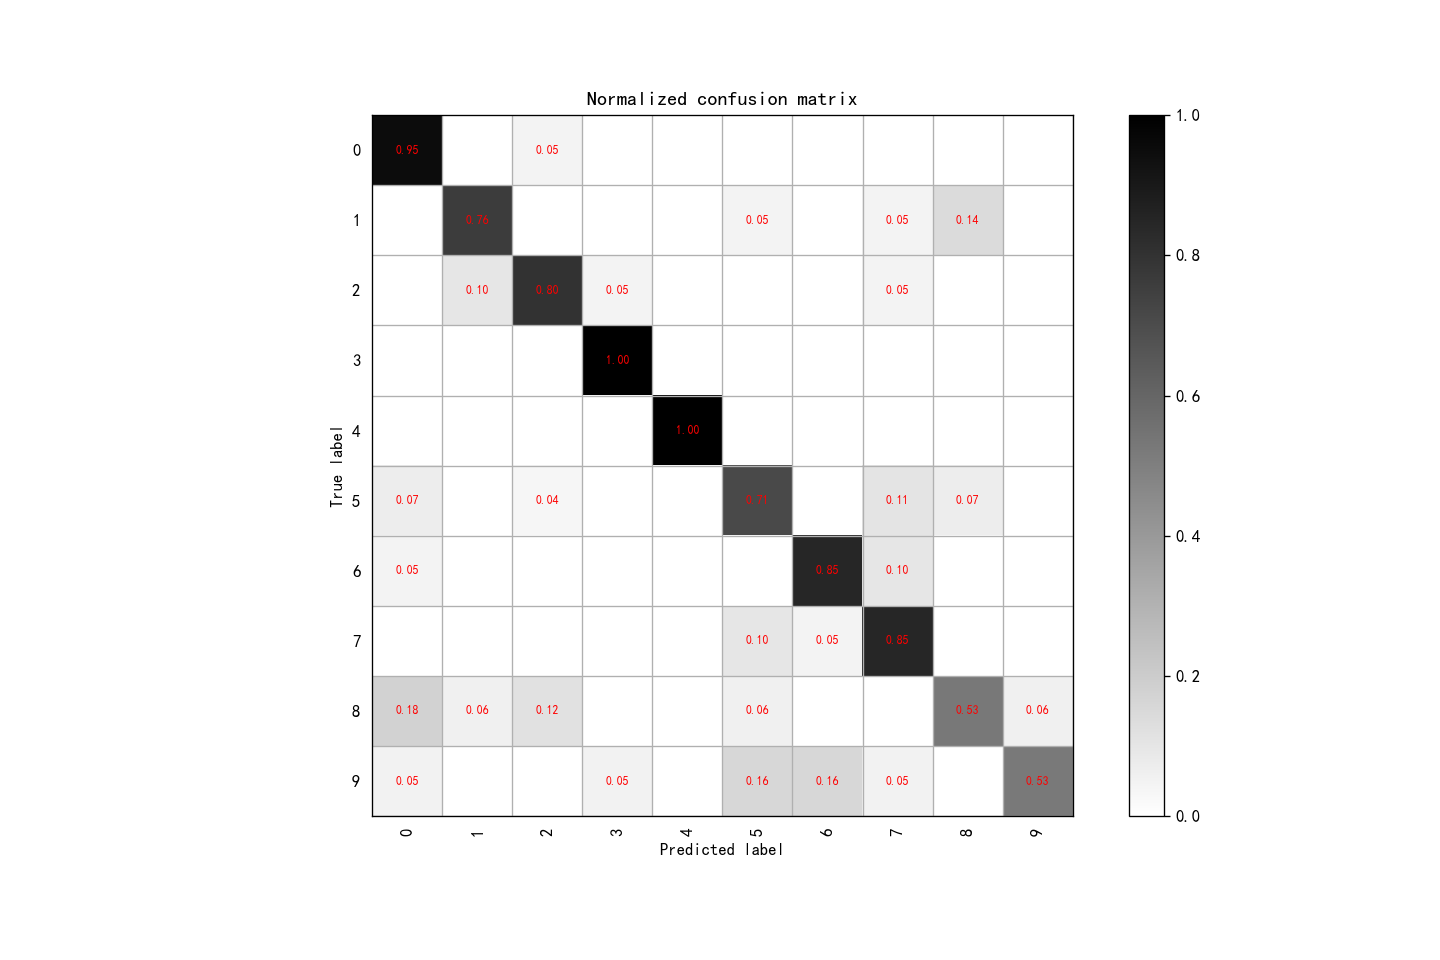 Normalized confusion matrix
1.0
0 0.95 0.05
1 0.76 0.05 0.05 0.14
0.8
2 0.10 0.80 0.05 0.05
3 1.00
0.6
4 1.00
True label
5 0.07 0.04 0.71 0.11 0.07
0.4
6 0.05 0.85 0.10
7 0.10 0.05 0.85
0.2
8 0.18 0.06 0.12 0.06 0.53 0.06
9 0.05 0.05 0.16 0.16 0.05 0.53
0.0
0 1 2 3 4 5 6 7 8 9
Predicted label